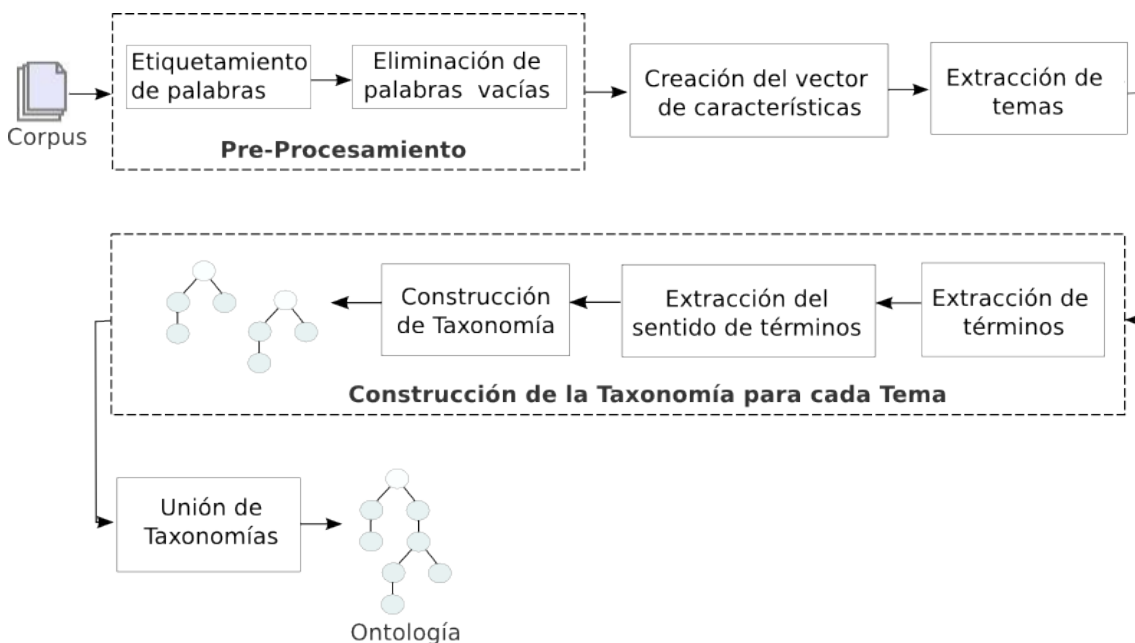 Corpus
Etiquetamiento
de palabras
Eliminación de
palabras vacías
Pre-Procesamiento
Creación del vector
de característíficas
Extracción de
temas
Extracción de
términos
Extracción del
sentido de términos
Construcción
de Taxonomía
Construcción de la Taxonomía para cada Tema
Unión de
Taxonomías
Ontología